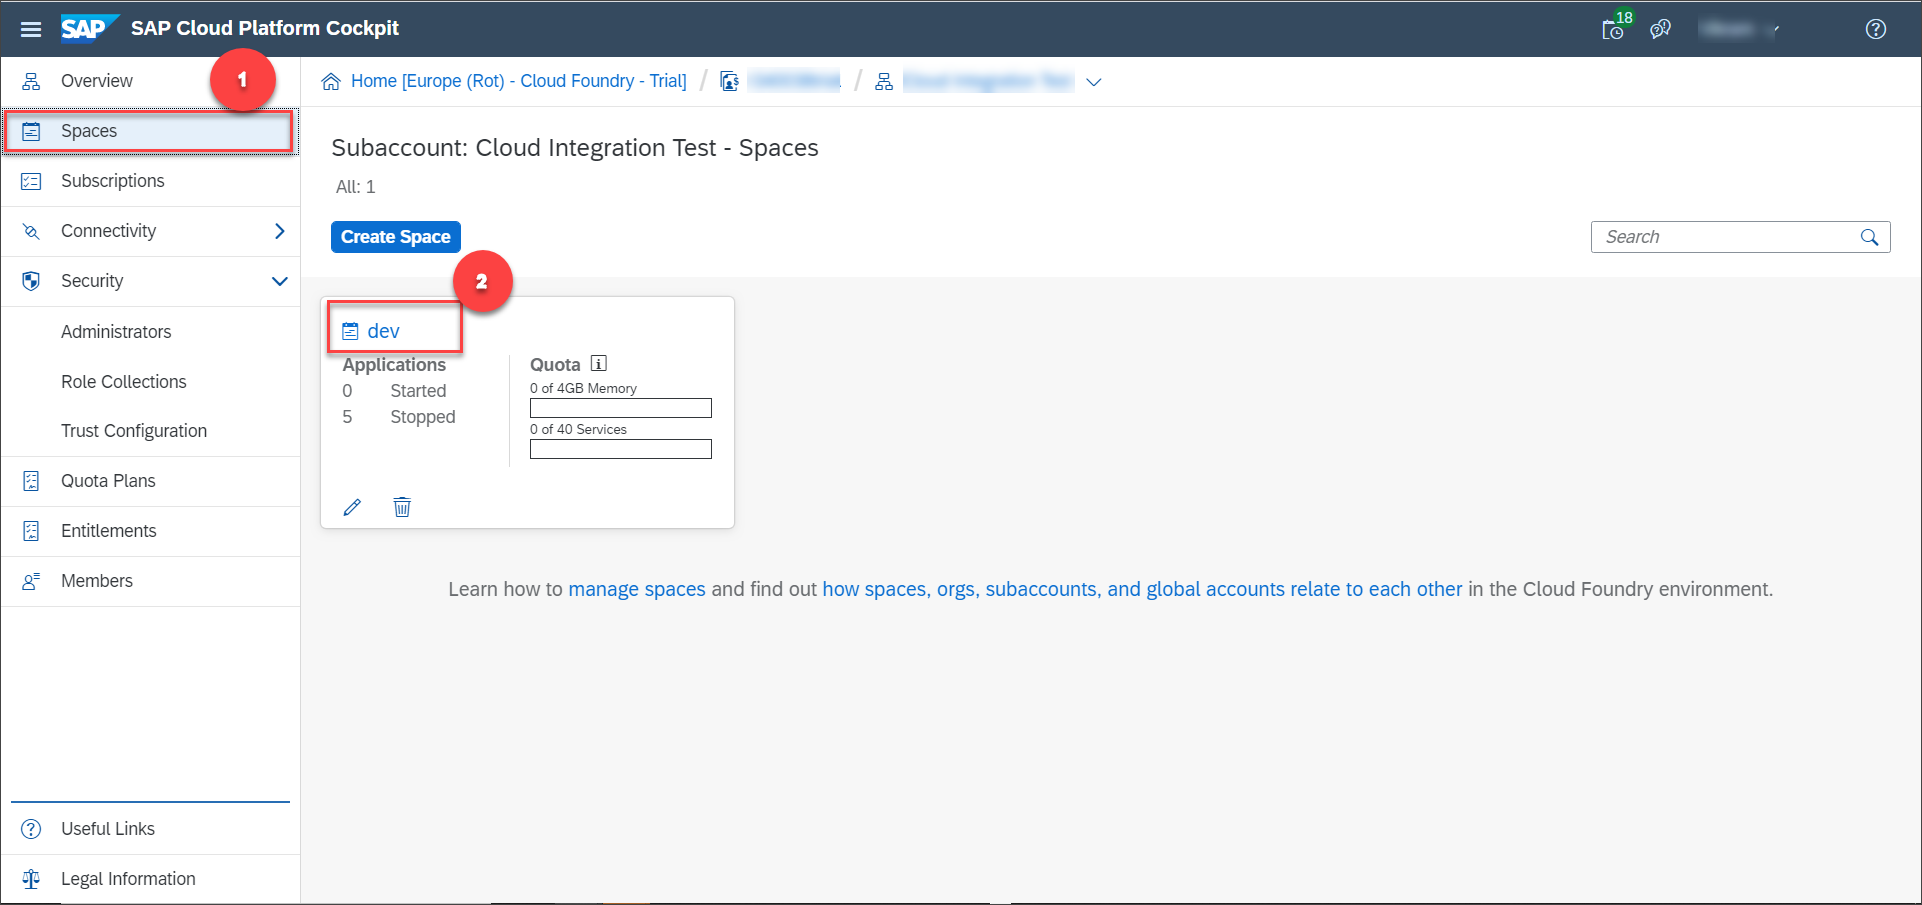 SAP SAP Cloud Platform Cockpit
18
Overview
1
Home [Europe (Rot) - Cloud Foundry - Trial] / /
Spaces
Subaccount: Cloud Integration Test - Spaces
Subscriptions
All: 1
Connectivity
Create Space
Search
Security
2
dev
Administrators
Applications
Quota
0 Started
0 of 4GB Memory
5 Stopped
0 of 40 Services
Role Collections
Trust Configuration
Quota Plans
Entitlements
Members
Learn how to manage spaces and find out how spaces, orgs, subaccounts, and global accounts relate to each other in the Cloud Foundry environment.
Useful Links
Legal Information